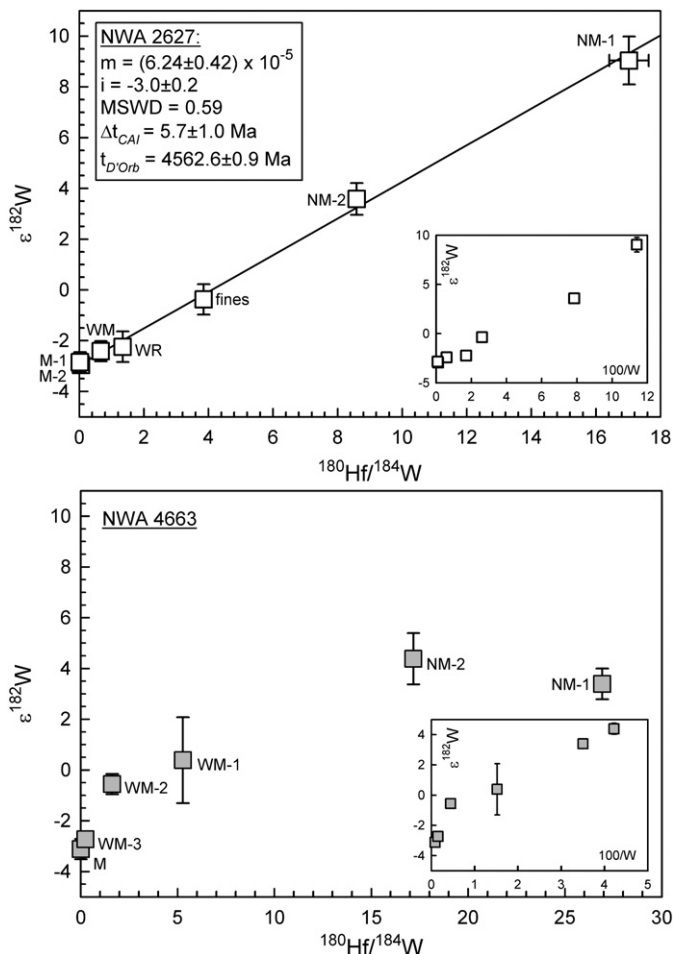 NWA 2627:
m = (6.24±0.42) x 10⁻⁵
i = -3.0±0.2
MSWD = 0.59
Δt_CAI = 5.7±1.0 Ma
t_D'Orb = 4562.6±0.9 Ma
10
8
6
4
2
0
-2
-4
ε¹⁸²W
NM-1
NM-2
fines
WM
WR
M-1
M-2
10
5
0
-5
ε¹⁸²W
100/W
0 2 4 6 8 10 12 14
0 2 4 6 8 10 12 14 16 18
¹⁸⁰Hf/¹⁸⁴W
NWA 4663
10
8
6
4
2
0
-2
-4
ε¹⁸²W
NM-2
NM-1
WM-1
WM-2
WM-3
M
4
2
0
-2
-4
ε¹⁸²W
100/W
0 1 2 3 4 5
0 5 10 15 20 25 30
¹⁸⁰Hf/¹⁸⁴W